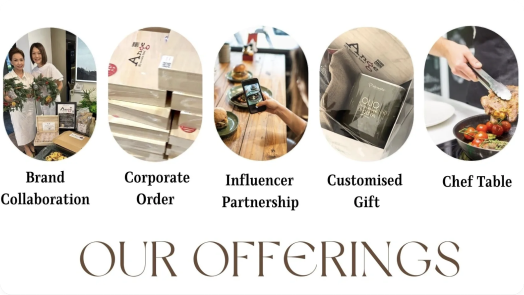 Brand
Collaboration
Corporate
Order
Influencer
Partnership
Customised
Gift
Chef Table
OUR OFFERINGS